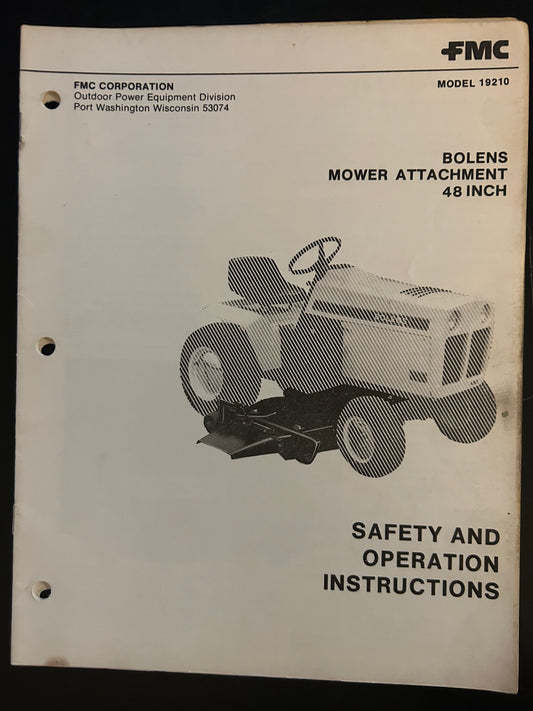 FMC
FMC CORPORATION
Outdoor Power Equipment Division
Port Washington Wisconsin 53074
MODEL 19210
BOLENS
MOWER ATTACHMENT
48 INCH
SAFETY AND
OPERATION
INSTRUCTIONS